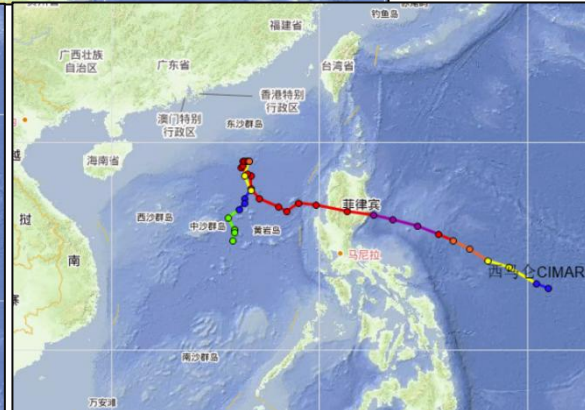 钓鱼岛
福建省
广西壮族
自治区
广东省
台湾省
香港特别
行政区
澳门特别
行政区
东沙群岛
越
海南省
挝
西沙群岛
中沙群岛
黄岩岛
菲律宾
马尼拉
南
西马仑CIMAR
寨
南沙群岛
万安滩